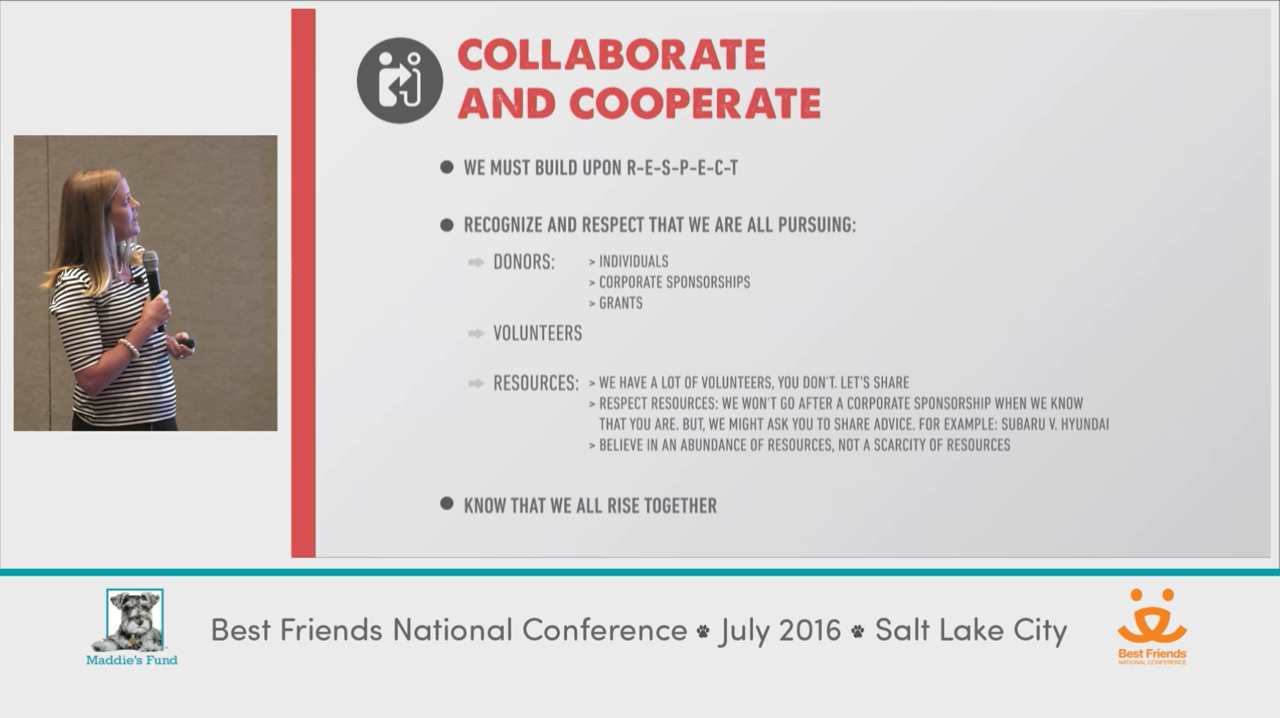 COLLABORATE
AND COOPERATE
WE MUST BUILD UPON R-E-S-P-E-C-T
RECOGNIZE AND RESPECT THAT WE ARE ALL PURSUING:
DONORS: > INDIVIDUALS
> CORPORATE SPONSORSHIPS
> GRANTS
VOLUNTEERS
RESOURCES: > WE HAVE A LOT OF VOLUNTEERS, YOU DON'T. LET'S SHARE
> RESPECT RESOURCES: WE WON'T GO AFTER A CORPORATE SPONSORSHIP WHEN WE KNOW
THAT YOU ARE. BUT, WE MIGHT ASK YOU TO SHARE ADVICE. FOR EXAMPLE: SUBARU V. HYUNDAI
> BELIEVE IN AN ABUNDANCE OF RESOURCES, NOT A SCARCITY OF RESOURCES
KNOW THAT WE ALL RISE TOGETHER
Maddie's Fund
Best Friends National Conference July 2016 Salt Lake City
Best Friends
NATIONAL CONFERENCE